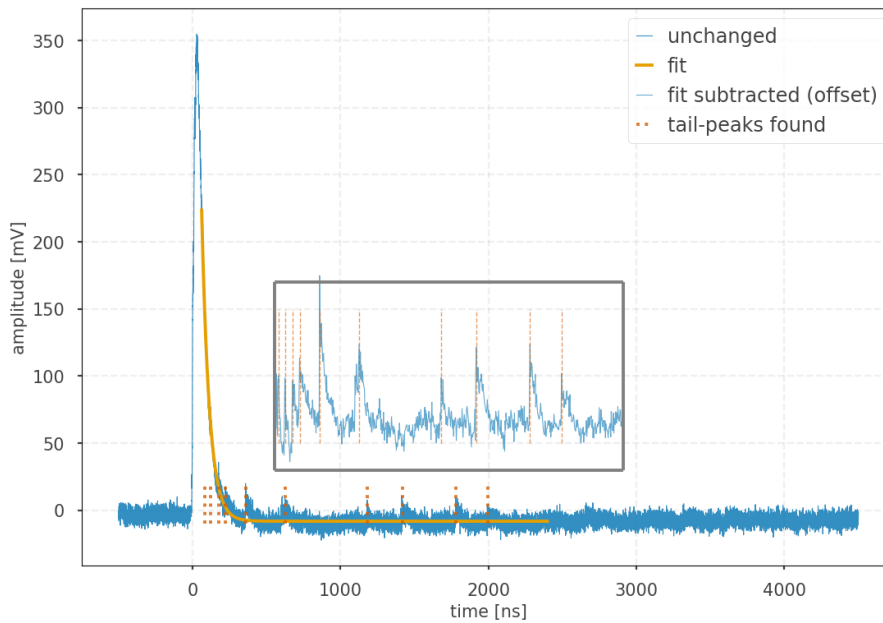 350
300
250
200
150
100
50
0
amplitude [mV]
unchanged
fit
fit subtracted (offset)
tail-peaks found
0
1000
2000
3000
4000
time [ns]